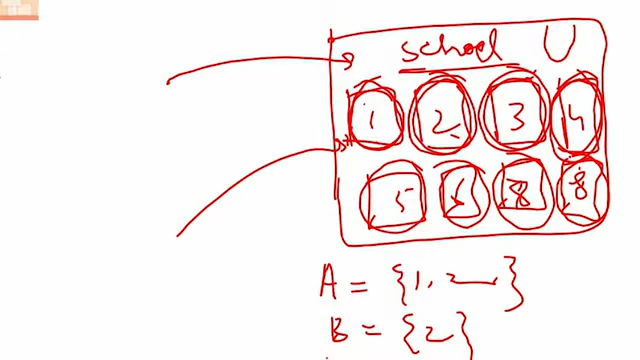 school U
1 2 3 4
5 6 8 8
A = {1, 2 }
B = {2}